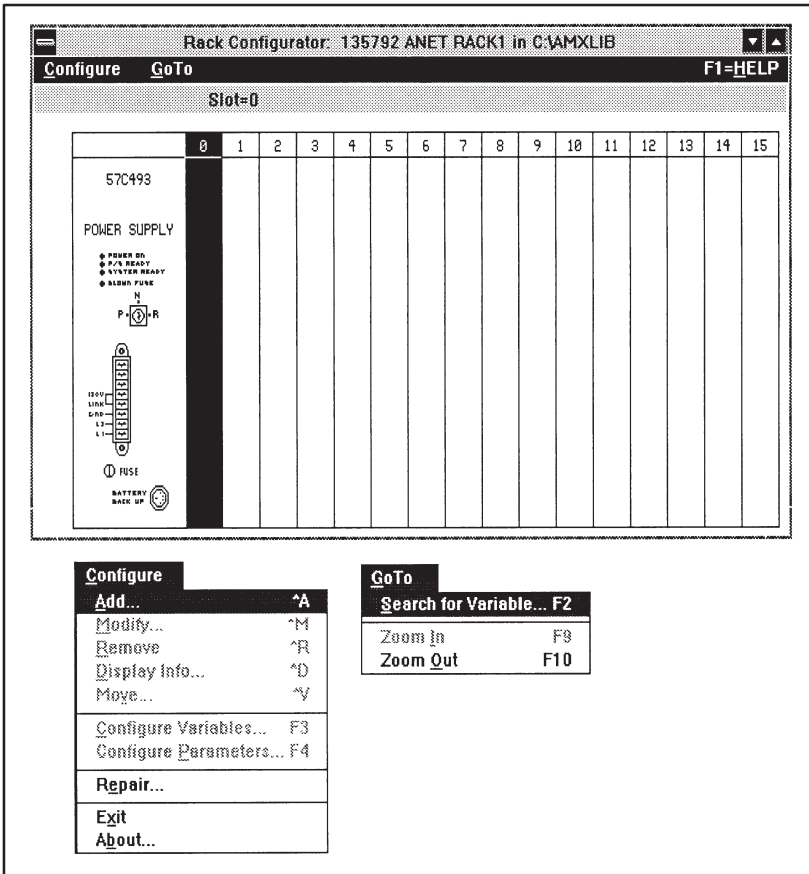 Rack Configurator: 135792 ANET RACK1 in C:\AMXLIB
Configure GoTo F1=HELP
Slot=0
0 1 2 3 4 5 6 7 8 9 10 11 12 13 14 15
57C493
POWER SUPPLY
POWER ON
P/S READY
SYSTEM READY
BLOWN FUSE
N
P R
120V
LINK
GND
L2
L1
FUSE
BATTERY
BACK UP
Configure
Add... ^A
Modify... ^M
Remove ^R
Display Info... ^D
Move... ^V
Configure Variables... F3
Configure Parameters... F4
Repair...
Exit
About...
GoTo
Search for Variable... F2
Zoom In F9
Zoom Out F10